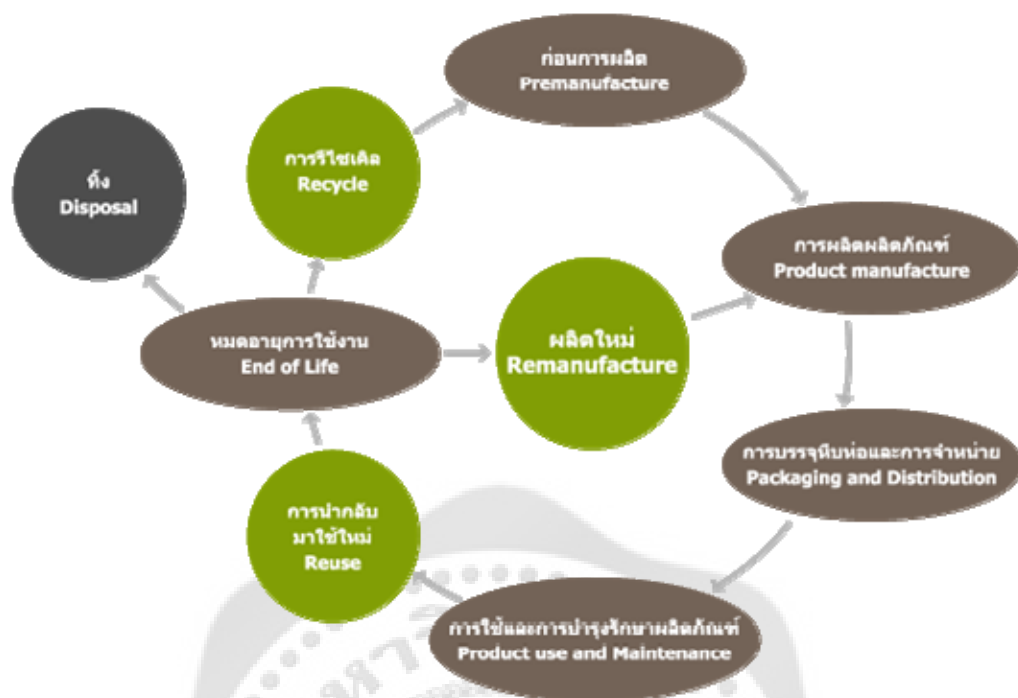 ก่อนการผลิต
Premanufacture
การรีไซเคิล
Recycle
ทิ้ง
Disposal
การผลิตผลิตภัณฑ์
Product manufacture
หมดอายุการใช้งาน
End of Life
ผลิตใหม่
Remanufacture
การบรรจุหีบห่อและการจำหน่าย
Packaging and Distribution
การนำกลับ
มาใช้ใหม่
Reuse
การใช้และการบำรุงรักษาผลิตภัณฑ์
Product use and Maintenance